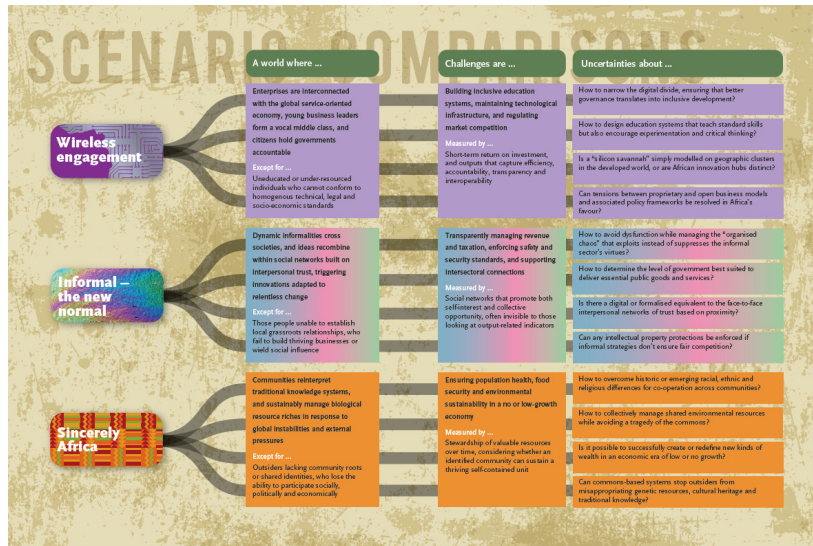 SCENARIO COMPARISONS
A world where ...
Challenges are ...
Uncertainties about ...
Wireless
engagement
Enterprises are interconnected
with the global service-oriented
economy, young business leaders
form a vocal middle class, and
citizens hold governments
accountable
Except for ...
Uneducated or under-resourced
individuals who cannot conform to
homogenous technical, legal and
socio-economic standards
Building inclusive education
systems, maintaining technological
infrastructure, and regulating
market competition
Measured by ...
Short-term return on investment,
and outputs that capture efficiency,
accountability, transparency and
interoperability
How to narrow the digital divide, ensuring that better
governance translates into inclusive development?
How to design education systems that teach standard skills
but also encourage experimentation and critical thinking?
Is a "silicon savannah" simply modelled on geographic clusters
in the developed world, or are African innovation hubs distinct?
Can tensions between proprietary and open business models
and associated policy frameworks be resolved in Africa's
favour?
Informal –
the new
normal
Dynamic informalities cross
societies, and ideas recombine
within social networks built on
interpersonal trust, triggering
innovations adapted to
relentless change
Except for ...
Those people unable to establish
local grassroots relationships, who
fail to build thriving businesses or
wield social influence
Transparently managing revenue
and taxation, enforcing safety and
security standards, and supporting
intersectoral connections
Measured by ...
Social networks that promote both
self-interest and collective
opportunity, often invisible to those
looking at output-related indicators
How to avoid dysfunction while managing the "organised
chaos" that exploits instead of suppresses the informal
sector's virtues?
How to determine the level of government best suited to
deliver essential public goods and services?
Is there a digital or formalised equivalent to the face-to-face
interpersonal networks of trust based on proximity?
Can any intellectual property protections be enforced if
informal strategies don't ensure fair competition?
Sincerely
Africa
Communities reinterpret
traditional knowledge systems,
and sustainably manage biological
resource riches in response to
global instabilities and external
pressures
Except for ...
Outsiders lacking community roots
or shared identities, who lose the
ability to participate socially,
politically and economically
Ensuring population health, food
security and environmental
sustainability in a no or low-growth
economy
Measured by ...
Stewardship of valuable resources
over time, considering whether an
identified community can sustain a
thriving self-contained unit
How to overcome historic or emerging racial, ethnic and
religious differences for co-operation across communities?
How to collectively manage shared environmental resources
while avoiding a tragedy of the commons?
Is it possible to successfully create or redefine new kinds of
wealth in an economic era of low or no growth?
Can commons-based systems stop outsiders from
misappropriating genetic resources, cultural heritage and
traditional knowledge?